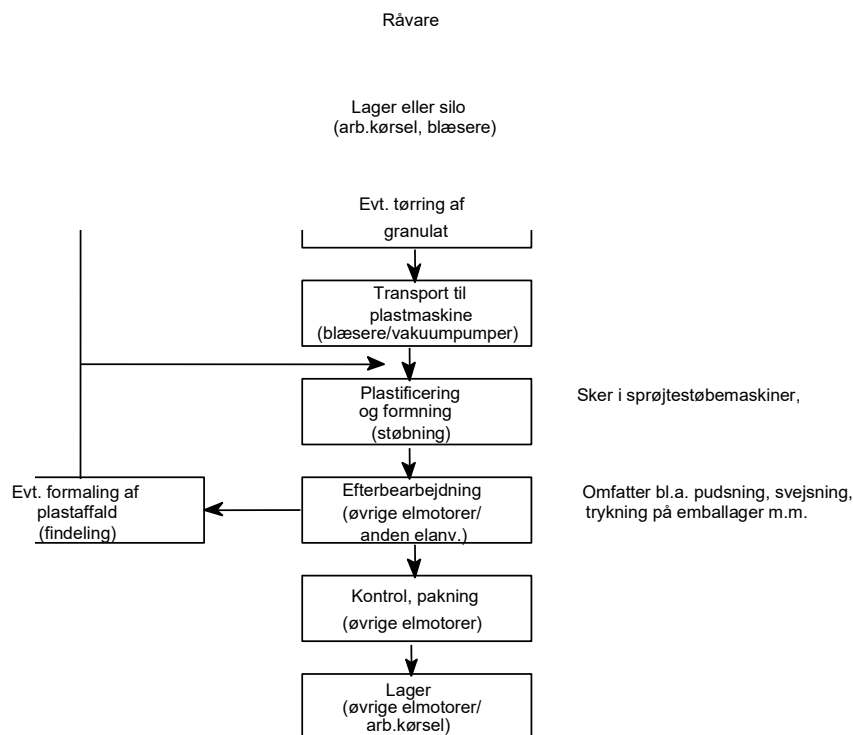 Råvare
Lager eller silo
(arb.kørsel, blæsere)
Evt. tørring af
granulat
Transport til
plastmaskine
(blæsere/vakuumpumper)
Plastificering
og formning
(støbning)
Sker i sprøjtestøbemaskiner,
Evt. formaling af
plastaffald
(findeling)
Efterbearbejdning
(øvrige elmotorer/
anden elanv.)
Omfatter bl.a. pudsning, svejsning,
trykning på emballager m.m.
Kontrol, pakning
(øvrige elmotorer)
Lager
(øvrige elmotorer/
arb.kørsel)